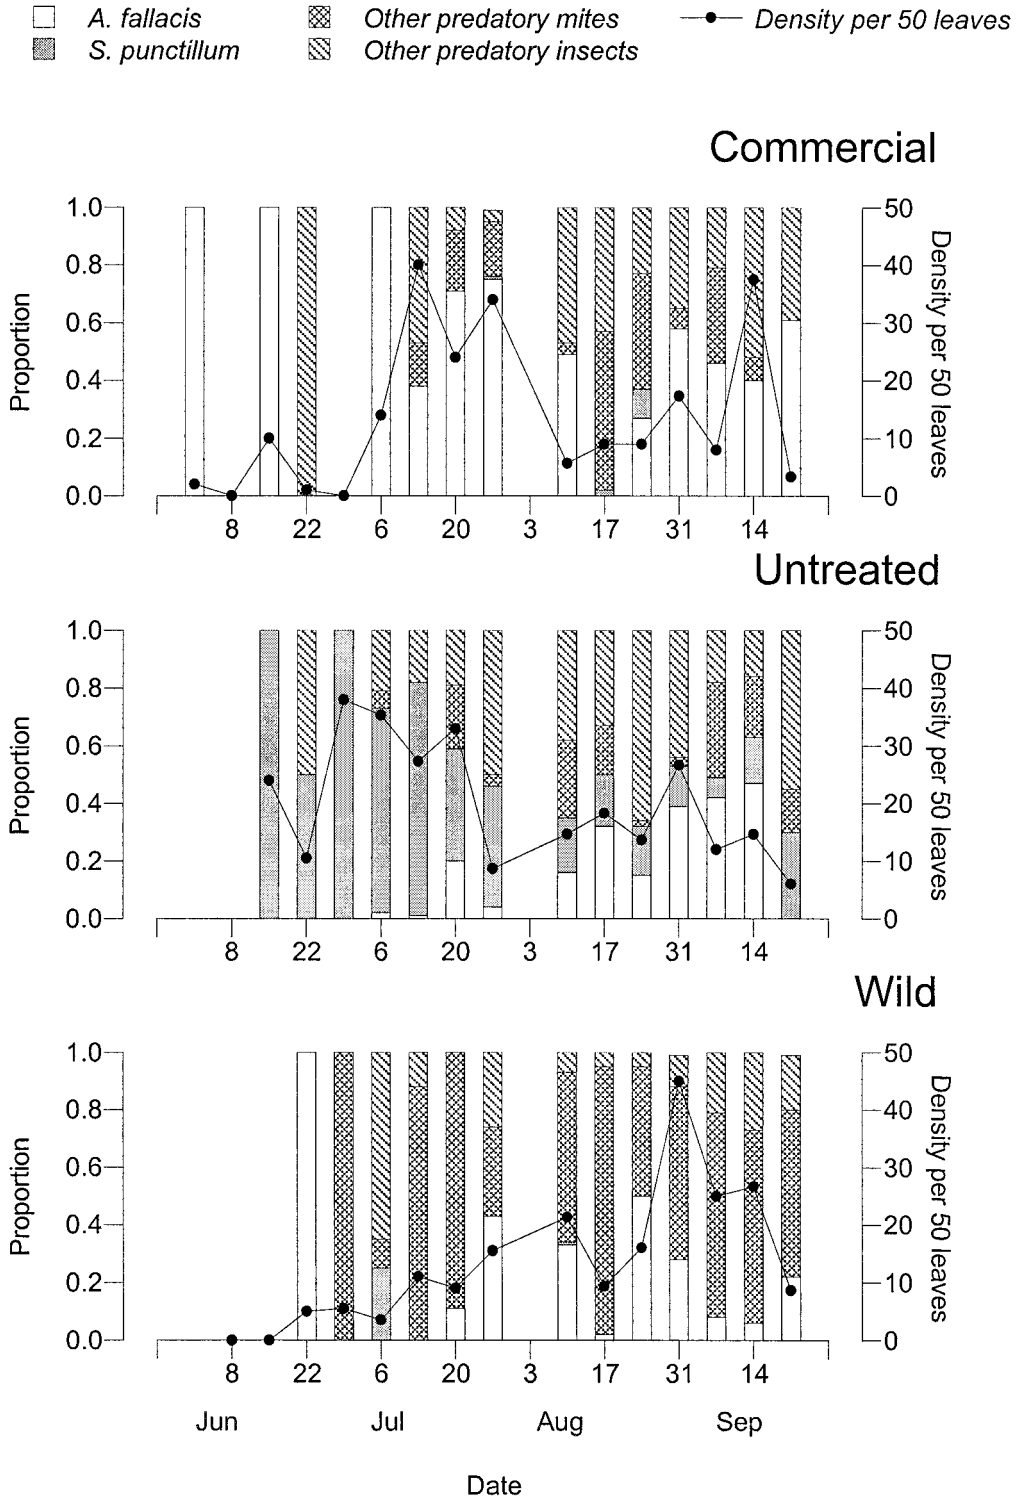 A. fallacis Other predatory mites Density per 50 leaves
S. punctillum Other predatory insects
Commercial
1.0 50
0.8 40
0.6 30
0.4 20
0.2 10
0.0 0
Proportion
Density per 50 leaves
8 22 6 20 3 17 31 14
Untreated
1.0 50
0.8 40
0.6 30
0.4 20
0.2 10
0.0 0
Proportion
Density per 50 leaves
8 22 6 20 3 17 31 14
Wild
1.0 50
0.8 40
0.6 30
0.4 20
0.2 10
0.0 0
Proportion
Density per 50 leaves
8 22 6 20 3 17 31 14
Jun Jul Aug Sep
Date